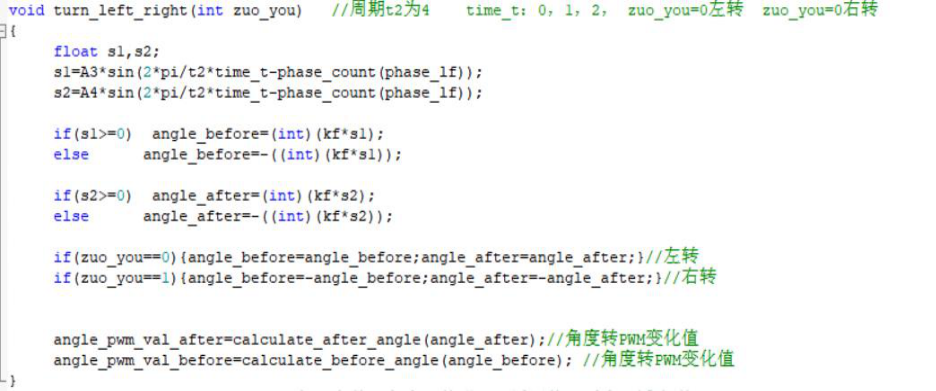 void turn_left_right(int zuo_you)   //周期t2为4    time_t: 0, 1, 2,  zuo_you=0左转  zuo_you=0右转
{
    float s1,s2;
    s1=A3*sin(2*pi/t2*time_t-phase_count(phase_lf));
    s2=A4*sin(2*pi/t2*time_t-phase_count(phase_lf));
    if(s1>=0)  angle_before=(int)(kf*s1);
    else      angle_before=-((int)(kf*s1));
    if(s2>=0)  angle_after=(int)(kf*s2);
    else      angle_after=-((int)(kf*s2));
    if(zuo_you==0){angle_before=angle_before;angle_after=angle_after;}//左转
    if(zuo_you==1){angle_before=-angle_before;angle_after=-angle_after;}//右转
    angle_pwm_val_after=calculate_after_angle(angle_after);//角度转PWM变化值
    angle_pwm_val_before=calculate_before_angle(angle_before); //角度转PWM变化值
}